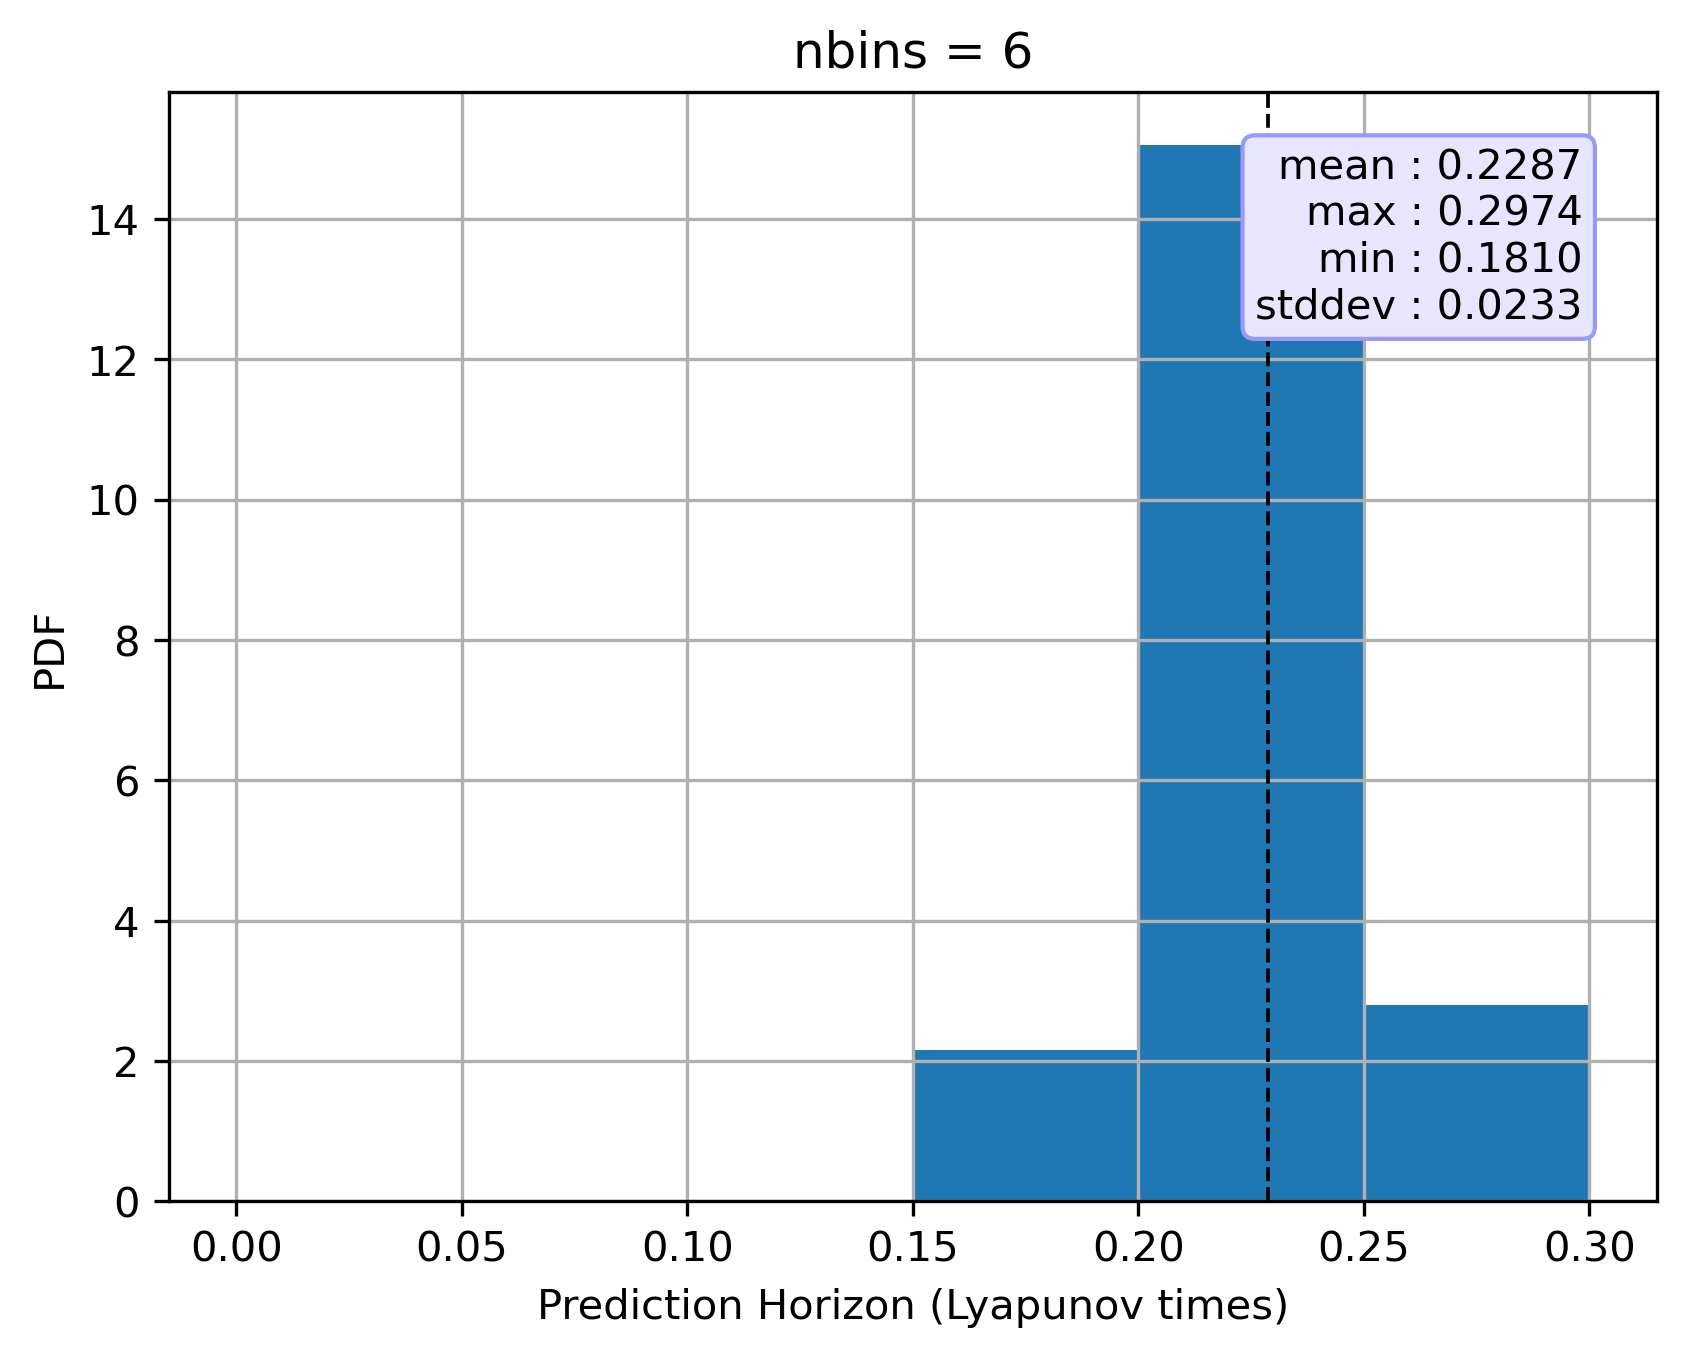 nbins = 6
mean : 0.2287
max : 0.2974
min : 0.1810
stddev : 0.0233
14
12
10
8
6
4
2
0
PDF
0.00 0.05 0.10 0.15 0.20 0.25 0.30
Prediction Horizon (Lyapunov times)